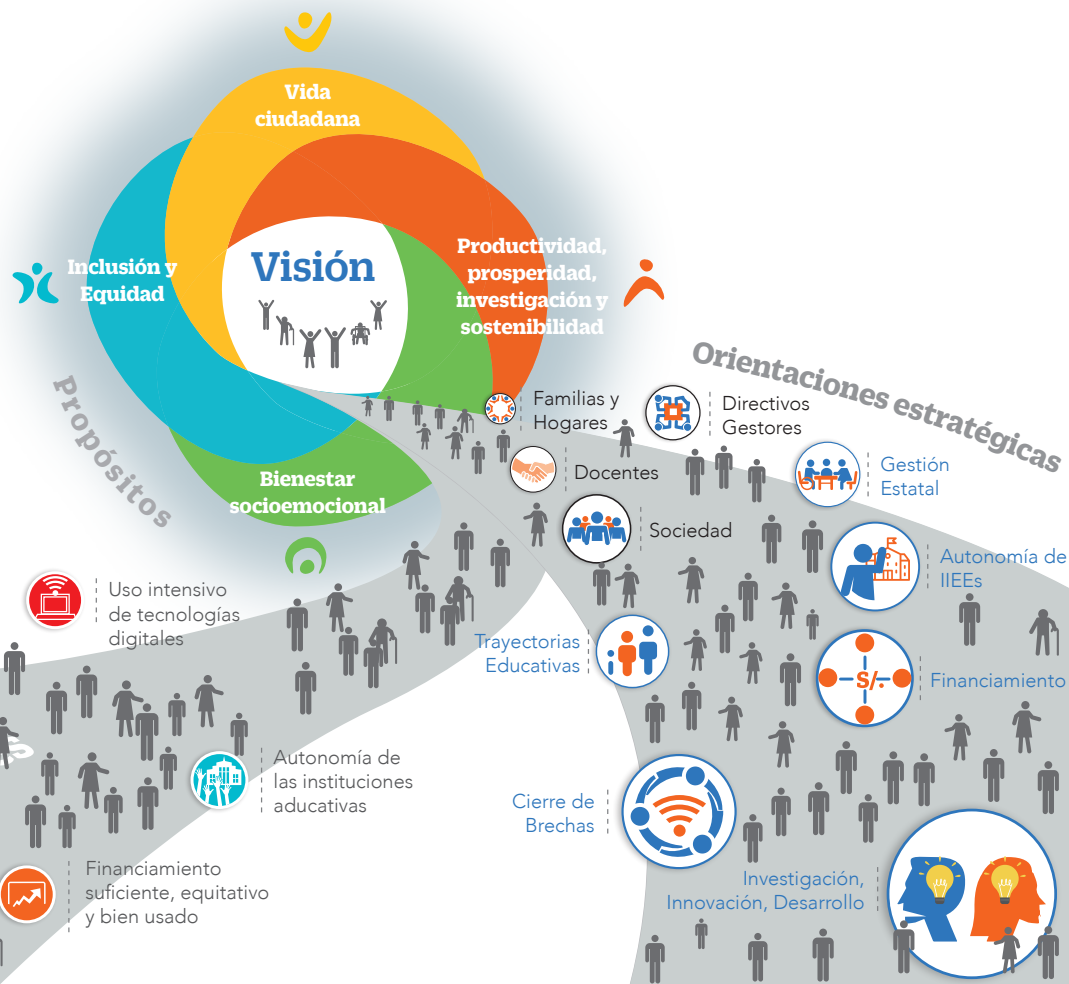 Vida
ciudadana
Inclusión y
Equidad
Visión
Productividad,
prosperidad,
investigación y
sostenibilidad
Bienestar
socioemocional
Propósitos
Orientaciones estratégicas
Familias y
Hogares
Directivos
Gestores
Docentes
Gestión
Estatal
Sociedad
Autonomía de
IIEEs
Uso intensivo
de tecnologías
digitales
Trayectorias
Educativas
S/.
Financiamiento
Autonomía de
las instituciones
aducativas
Cierre de
Brechas
Financiamiento
suficiente, equitativo
y bien usado
Investigación,
Innovación, Desarrollo